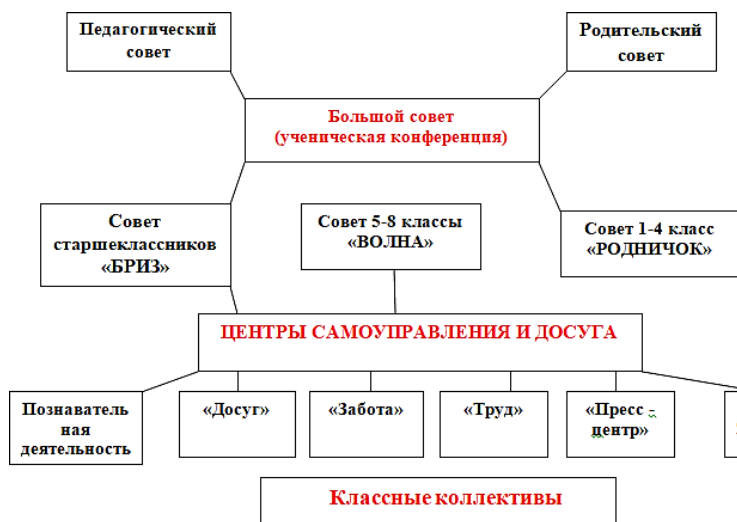 Педагогический
совет
Родительский
совет
Большой совет
(ученическая конференция)
Совет
старшеклассников
«БРИЗ»
Совет 5-8 классы
«ВОЛНА»
Совет 1-4 класс
«РОДНИЧОК»
ЦЕНТРЫ САМОУПРАВЛЕНИЯ И ДОСУГА
Познаватель
ная
деятельность
«Досуг»
«Забота»
«Труд»
«Пресс -
центр»
Классные коллективы